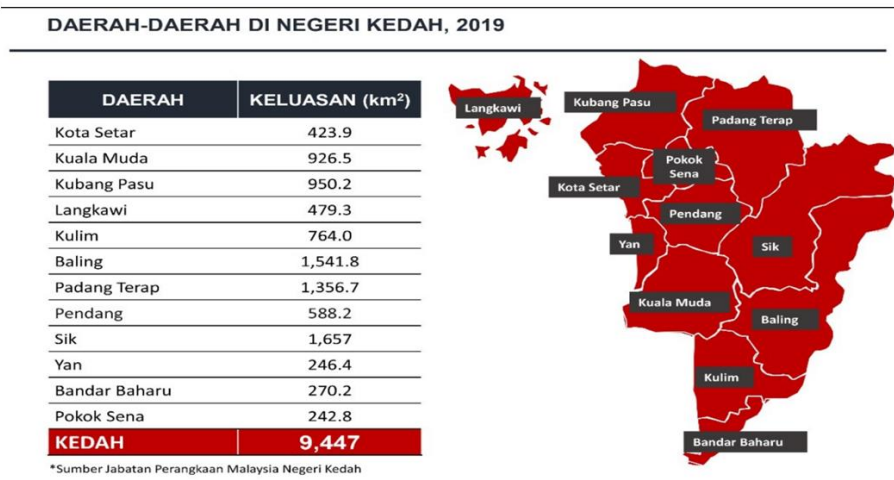 DAERAH-DAERAH DI NEGERI KEDAH, 2019
DAERAH KELUASAN (km²)
Kota Setar 423.9
Kuala Muda 926.5
Kubang Pasu 950.2
Langkawi 479.3
Kulim 764.0
Baling 1,541.8
Padang Terap 1,356.7
Pendang 588.2
Sik 1,657
Yan 246.4
Bandar Baharu 270.2
Pokok Sena 242.8
KEDAH 9,447
*Sumber Jabatan Perangkaan Malaysia Negeri Kedah
Langkawi
Kubang Pasu
Padang Terap
Pokok
Sena
Kota Setar
Pendang
Yan
Sik
Kuala Muda
Baling
Kulim
Bandar Baharu